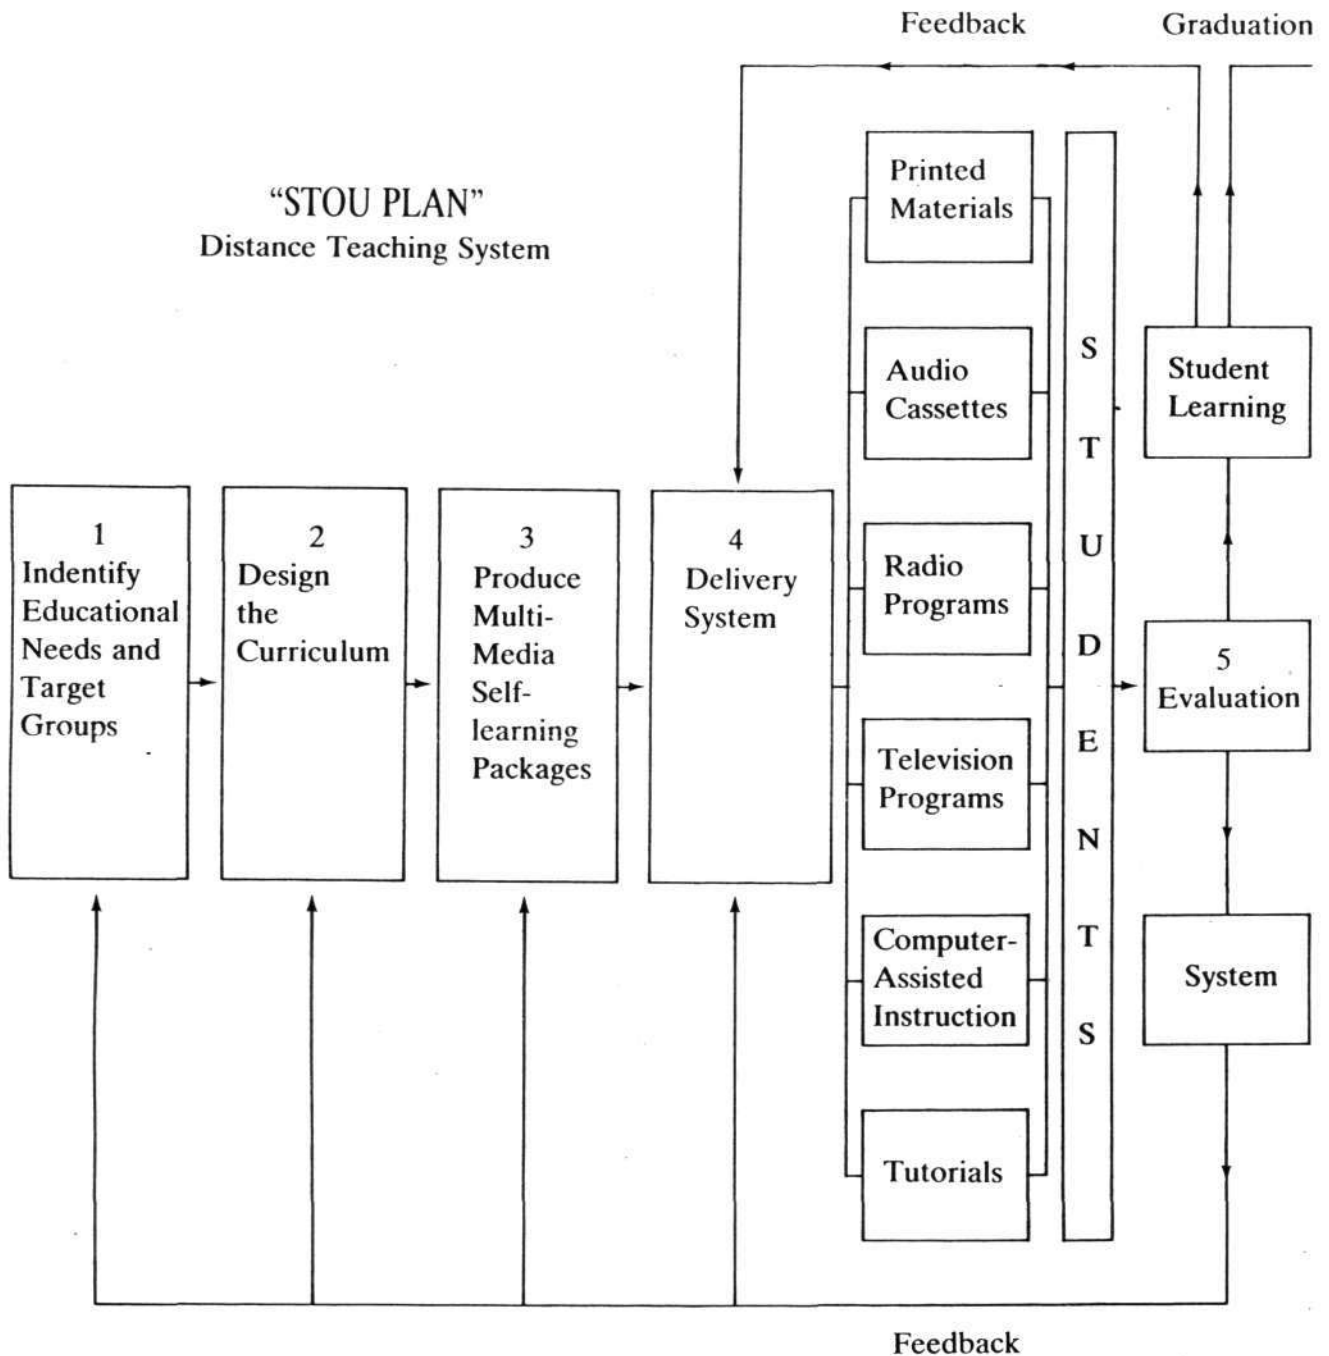 Feedback
Graduation
“STOU PLAN”
Distance Teaching System
1
Indentify
Educational
Needs and
Target
Groups
2
Design
the
Curriculum
3
Produce
Multi-
Media
Self-
learning
Packages
4
Delivery
System
Printed
Materials
Audio
Cassettes
Radio
Programs
Television
Programs
Computer-
Assisted
Instruction
Tutorials
S
T
U
D
E
N
T
S
Student
Learning
5
Evaluation
System
Feedback